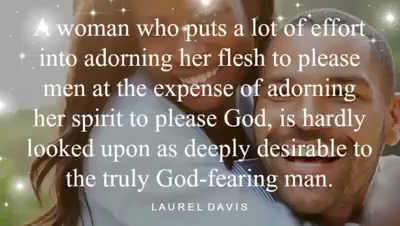 A woman who puts a lot of effort
into adorning her flesh to please
men at the expense of adorning
her spirit to please God, is hardly
looked upon as deeply desirable to
the truly God-fearing man.
LAUREL DAVIS